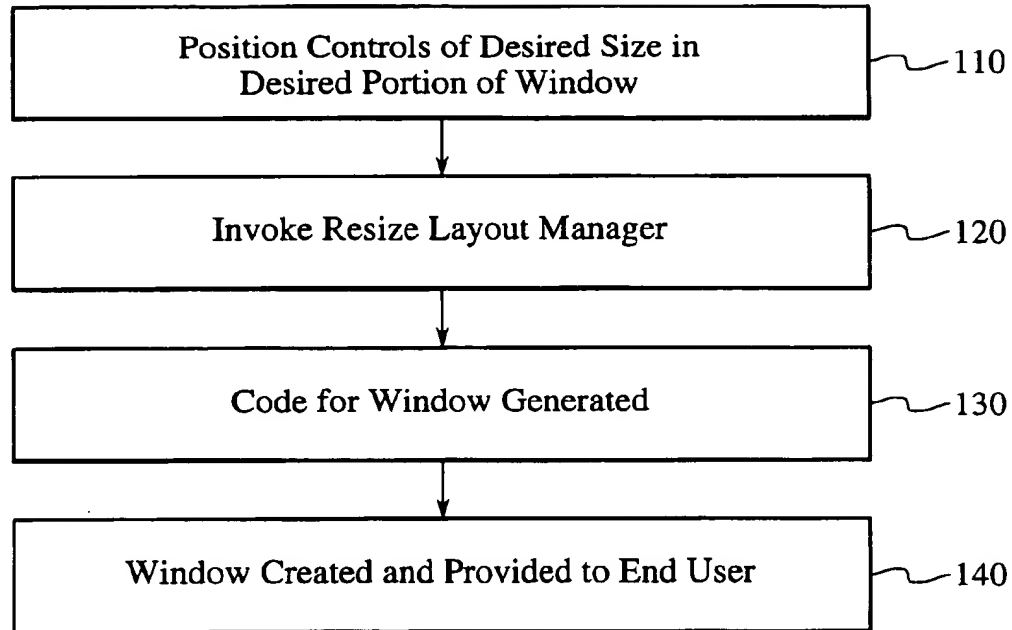 Position Controls of Desired Size in
Desired Portion of Window
110
Invoke Resize Layout Manager
120
Code for Window Generated
130
Window Created and Provided to End User
140